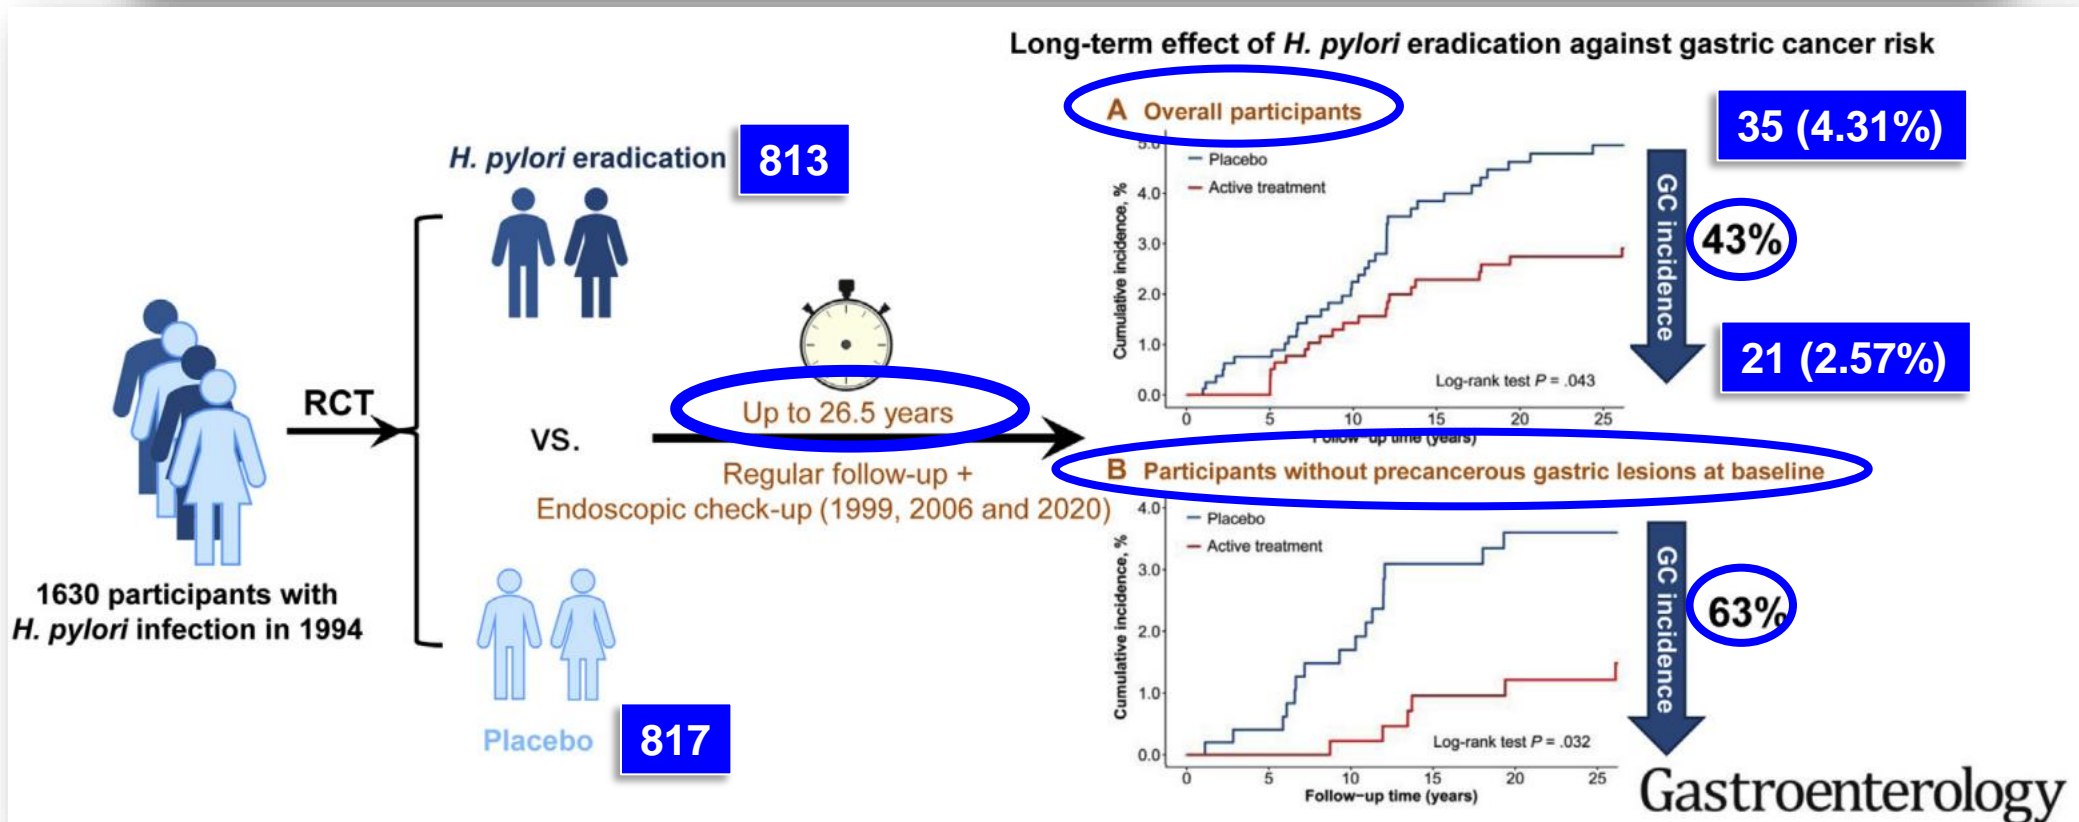 Long-term effect of H. pylori eradication against gastric cancer risk
1630 participants with
H. pylori infection in 1994
RCT
H. pylori eradication
813
VS.
Placebo
817
Up to 26.5 years
Regular follow-up +
Endoscopic check-up (1999, 2006 and 2020)
A Overall participants
Cumulative incidence, %
5.0
4.0
3.0
2.0
1.0
0.0
Placebo
Active treatment
Log-rank test P = .043
0 5 10 15 20 25
Follow-up time (years)
GC incidence
35 (4.31%)
43%
21 (2.57%)
B Participants without precancerous gastric lesions at baseline
Cumulative incidence, %
4.0
3.0
2.0
1.0
0.0
Placebo
Active treatment
Log-rank test P = .032
0 5 10 15 20 25
Follow-up time (years)
GC incidence
63%
Gastroenterology